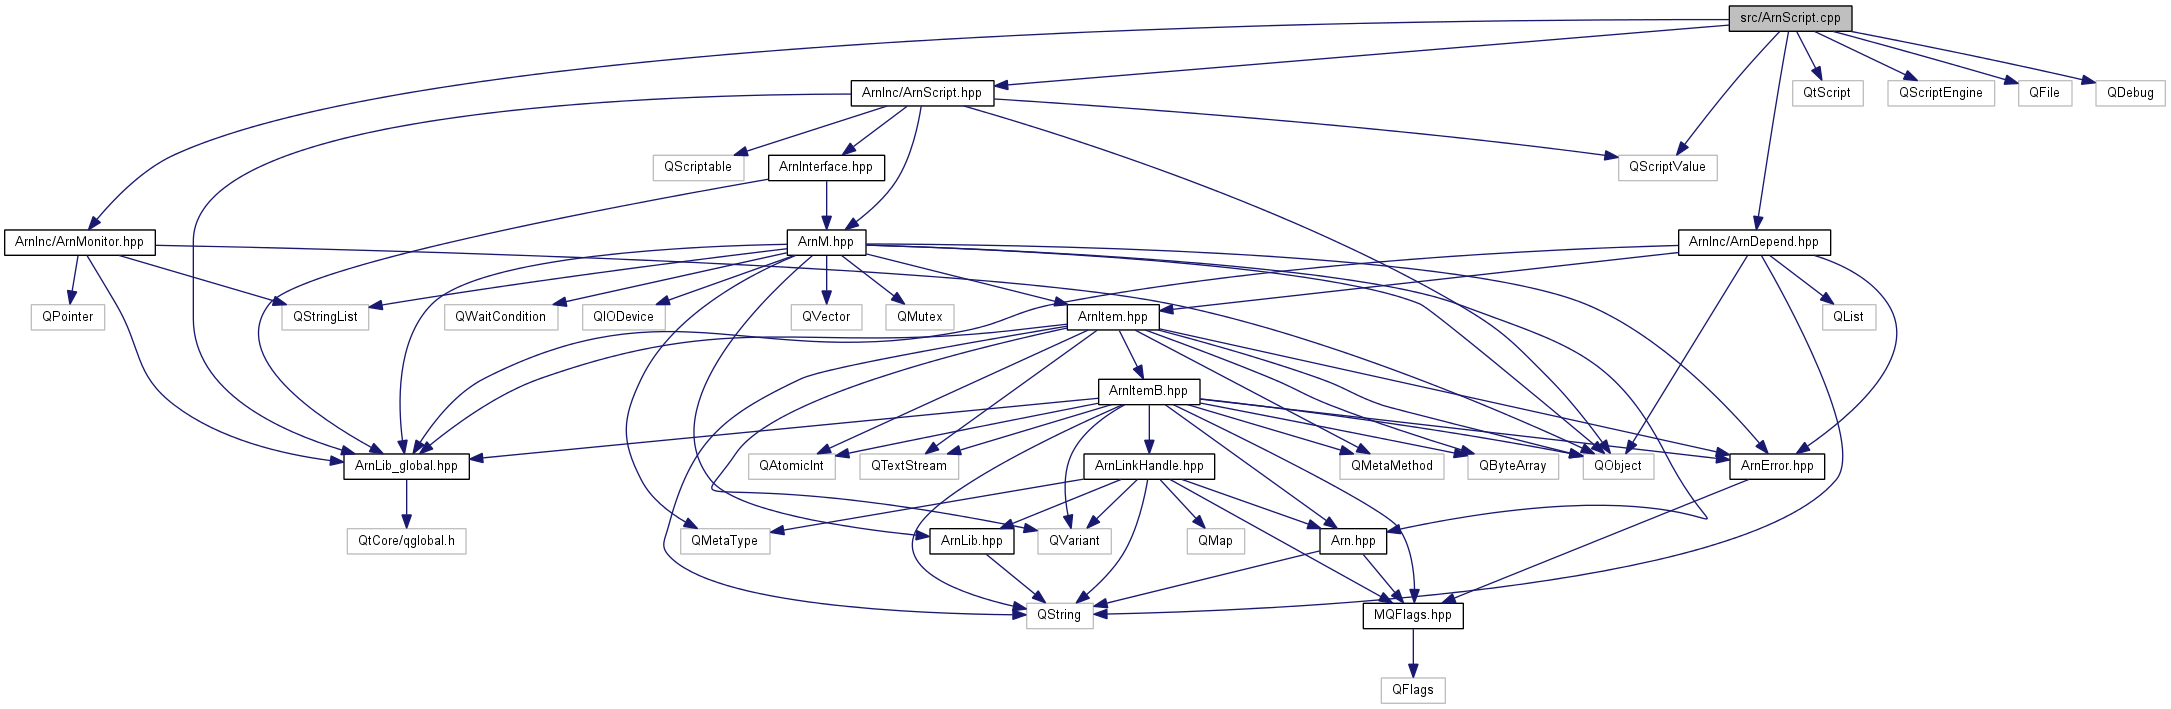 src/ArnScript.cpp
ArnInc/ArnScript.hpp
QtScript
QScriptEngine
QFile
QDebug
QScriptable
ArnInterface.hpp
QScriptValue
ArnInc/ArnMonitor.hpp
ArnM.hpp
ArnInc/ArnDepend.hpp
QPointer
QStringList
QWaitCondition
QIODevice
QVector
QMutex
ArnItem.hpp
QList
ArnItemB.hpp
ArnLib_global.hpp
QAtomicInt
QTextStream
ArnLinkHandle.hpp
QMetaMethod
QByteArray
QObject
ArnError.hpp
QtCore/qglobal.h
QMetaType
ArnLib.hpp
QVariant
QMap
Arn.hpp
QString
MQFlags.hpp
QFlags